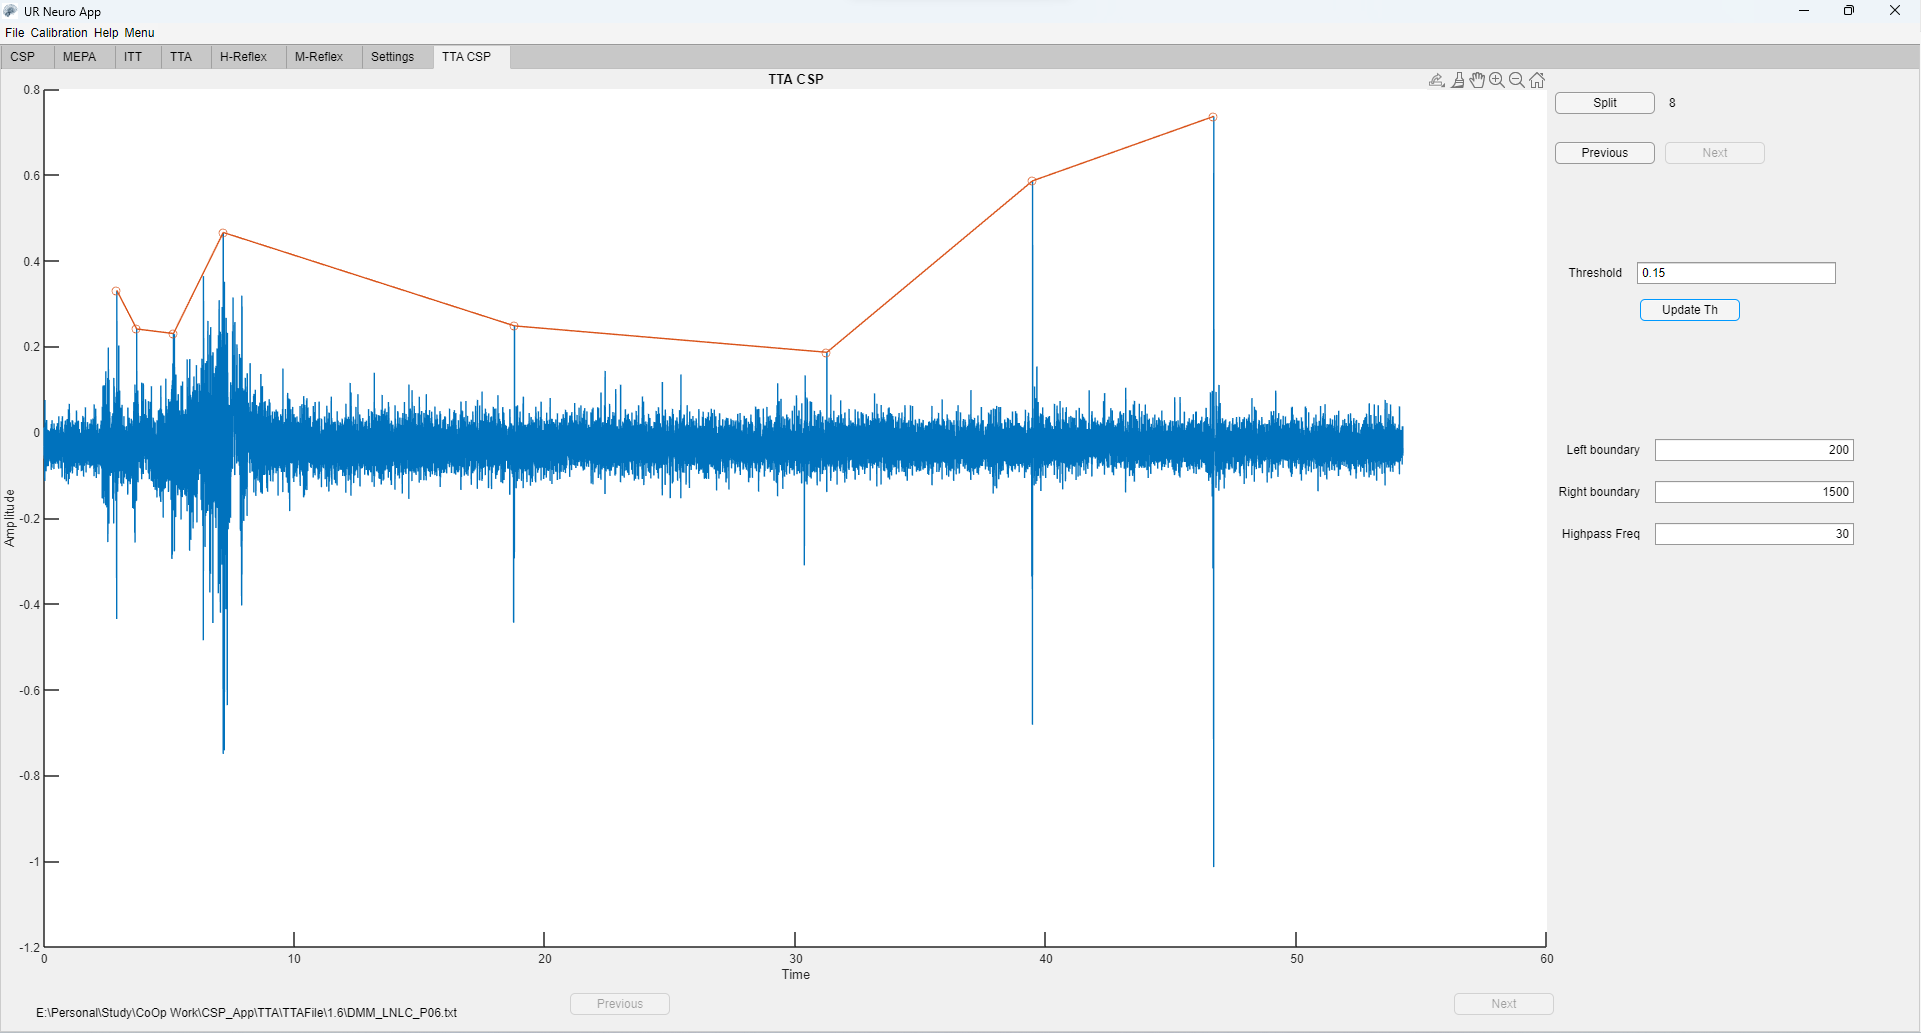 UR Neuro App
File Calibration Help Menu
CSP MEPA ITT TTA H-Reflex M-Reflex Settings TTA CSP
TTA CSP
Split 8
Previous Next
Threshold 0.15
Update Th
Left boundary 200
Right boundary 1500
Highpass Freq 30
0.8
0.6
0.4
0.2
0
-0.2
-0.4
-0.6
-0.8
-1
-1.2
Amplitude
0 10 20 30 40 50 60
Time
Previous Next
E:\Personal\Study\CoOp Work\CSP_App\TTA\TTAFile\1.6\DMM_LNLC_P06.txt